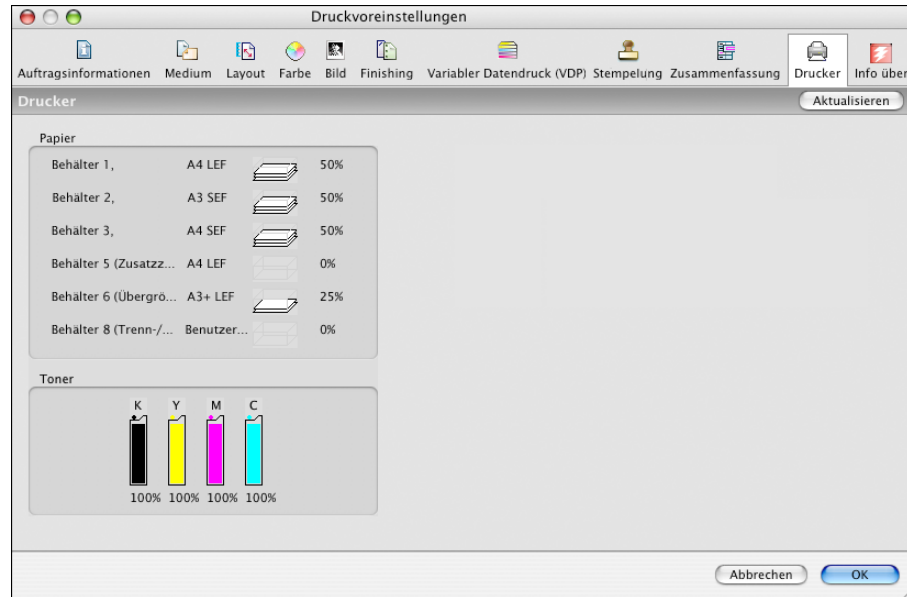 Druckvoreinstellungen
Auftragsinformationen Medium Layout Farbe Bild Finishing Variabler Datendruck (VDP) Stempelung Zusammenfassung Drucker Info über
Drucker Aktualisieren
Papier
Behälter 1, A4 LEF 50%
Behälter 2, A3 SEF 50%
Behälter 3, A4 SEF 50%
Behälter 5 (Zusatzz... A4 LEF 0%
Behälter 6 (Übergrö... A3+ LEF 25%
Behälter 8 (Trenn-/... Benutzer... 0%
Toner
K Y M C
100% 100% 100% 100%
Abbrechen OK